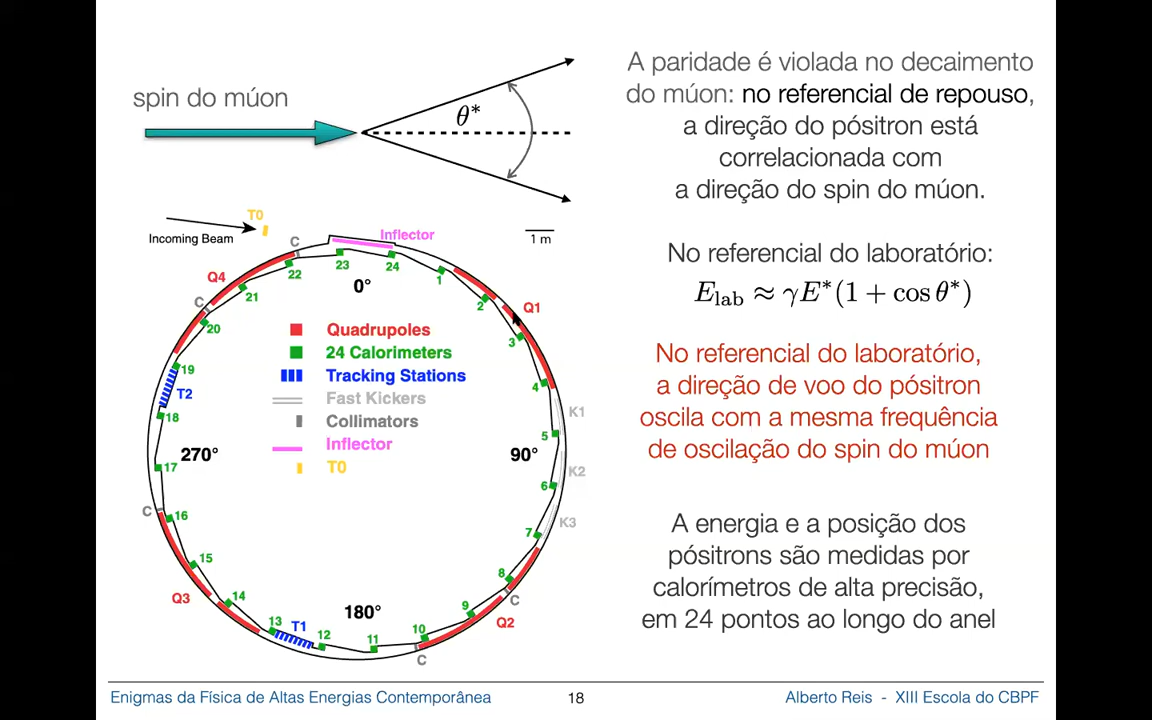 spin do múon
θ*
A paridade é violada no decaimento
do múon: no referencial de repouso,
a direção do pósitron está
correlacionada com
a direção do spin do múon.
No referencial do laboratório:
E_lab ≈ γE*(1 + cos θ*)
No referencial do laboratório,
a direção de voo do pósitron
oscila com a mesma frequência
de oscilação do spin do múon
A energia e a posição dos
pósitrons são medidas por
calorímetros de alta precisão,
em 24 pontos ao longo do anel
T0
Incoming Beam
C
Inflector
1 m
23
24
22
0°
1
Q4
21
2
Q1
C
20
3
Quadrupoles
24 Calorimeters
Tracking Stations
Fast Kickers
Collimators
Inflector
T0
19
T2
18
4
K1
5
17
270°
90°
K2
6
C
16
K3
7
15
8
Q3
14
9
C
180°
Q2
13
T1
12
11
10
C
Enigmas da Física de Altas Energias Contemporânea
18
Alberto Reis - XIII Escola do CBPF